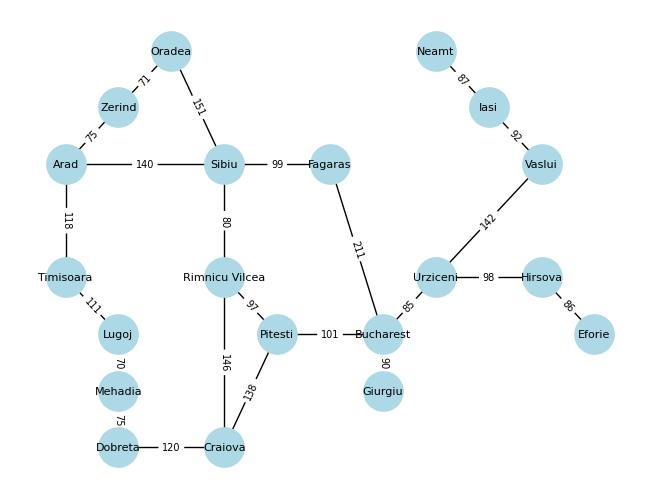 Oradea
Neamt
71
87
Zerind
151
Iasi
75
92
Arad
140
Sibiu
99
Fagaras
Vaslui
118
80
211
142
Timisoara
Rimnicu Vilcea
Urziceni
98
Hirsova
111
97
85
86
Lugoj
Pitesti
101
Bucharest
Eforie
70
146
90
Mehadia
138
Giurgiu
75
Dobreta
120
Craiova